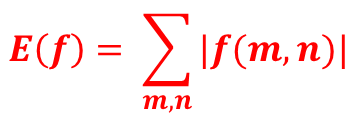 E(f) = ∑ |f(m, n)|
m,n